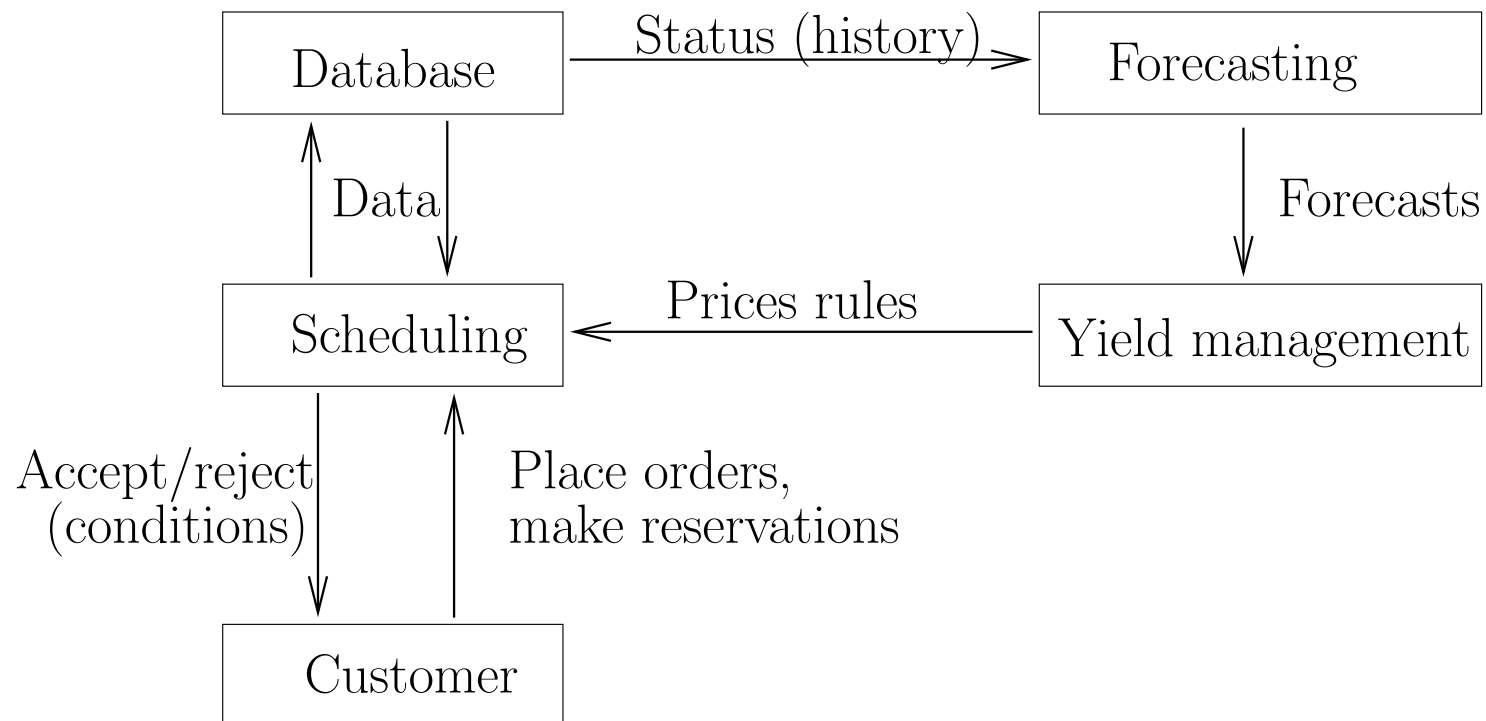 Database
Status (history)
Forecasting
Data
Forecasts
Scheduling
Prices rules
Yield management
Accept/reject
(conditions)
Place orders,
make reservations
Customer